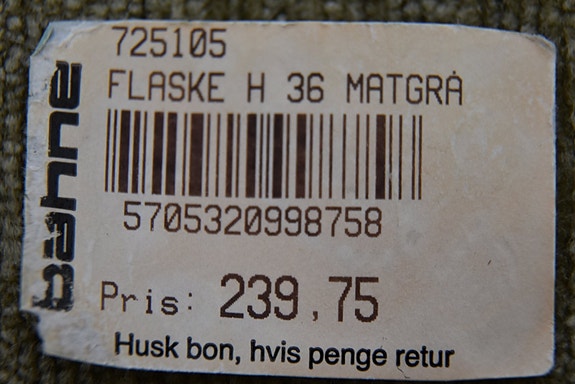 bahne
725105
FLASKE H 36 MATGRÅ
5705320998758
Pris: 239,75
Husk bon, hvis penge retur